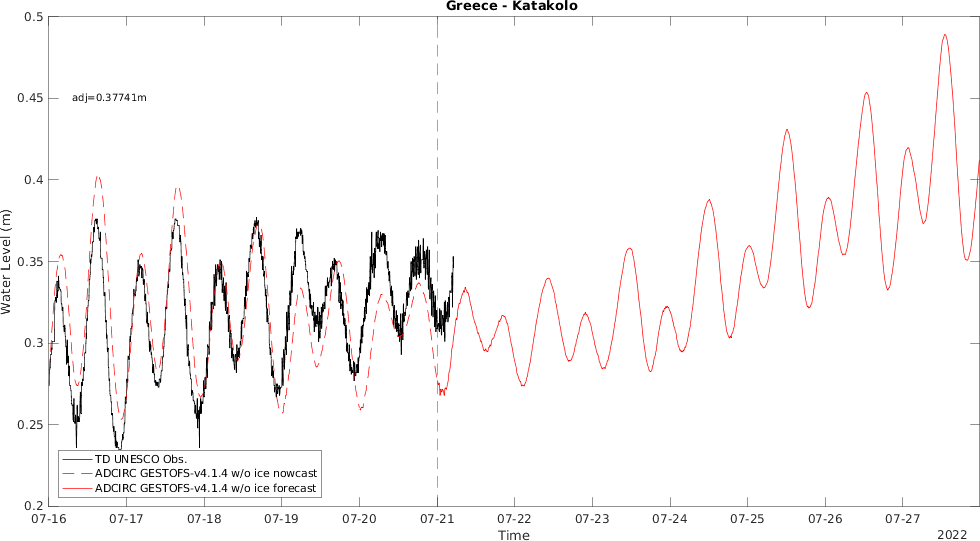 Greece - Katakolo
0.5
0.45
0.4
0.35
0.3
0.25
0.2
Water Level (m)
adj=0.37741m
TD UNESCO Obs.
ADCIRC GESTOFS-v4.1.4 w/o ice nowcast
ADCIRC GESTOFS-v4.1.4 w/o ice forecast
07-16 07-17 07-18 07-19 07-20 07-21 07-22 07-23 07-24 07-25 07-26 07-27
Time
2022